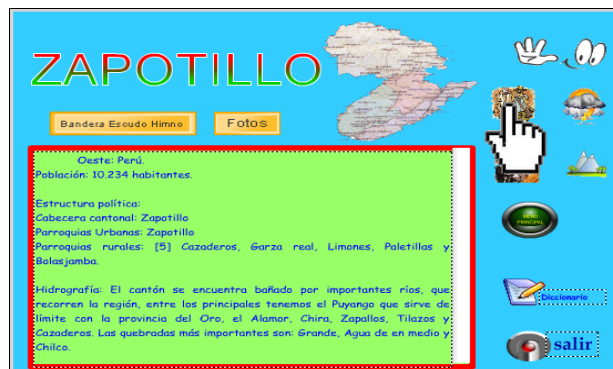 ZAPOTILLO
Bandera Escudo Himno
Fotos
Oeste: Perú.
Población: 10.234 habitantes.
Estructura política:
Cabecera cantonal: Zapotillo
Parroquias Urbanas: Zapotillo
Parroquias rurales: [5] Cazaderos, Garza real, Limones, Paletillas y
Bolasjamba.
Hidrografía: El cantón se encuentra bañado por importantes ríos, que
recorren la región, entre los principales tenemos el Puyango que sirve de
límite con la provincia del Oro, el Alamor, Chira, Zapallos, Tilazos y
Cazaderos. Las quebradas más importantes son: Grande, Agua de en medio y
Chilco.
MENU
PRINCIPAL
Diccionario
salir